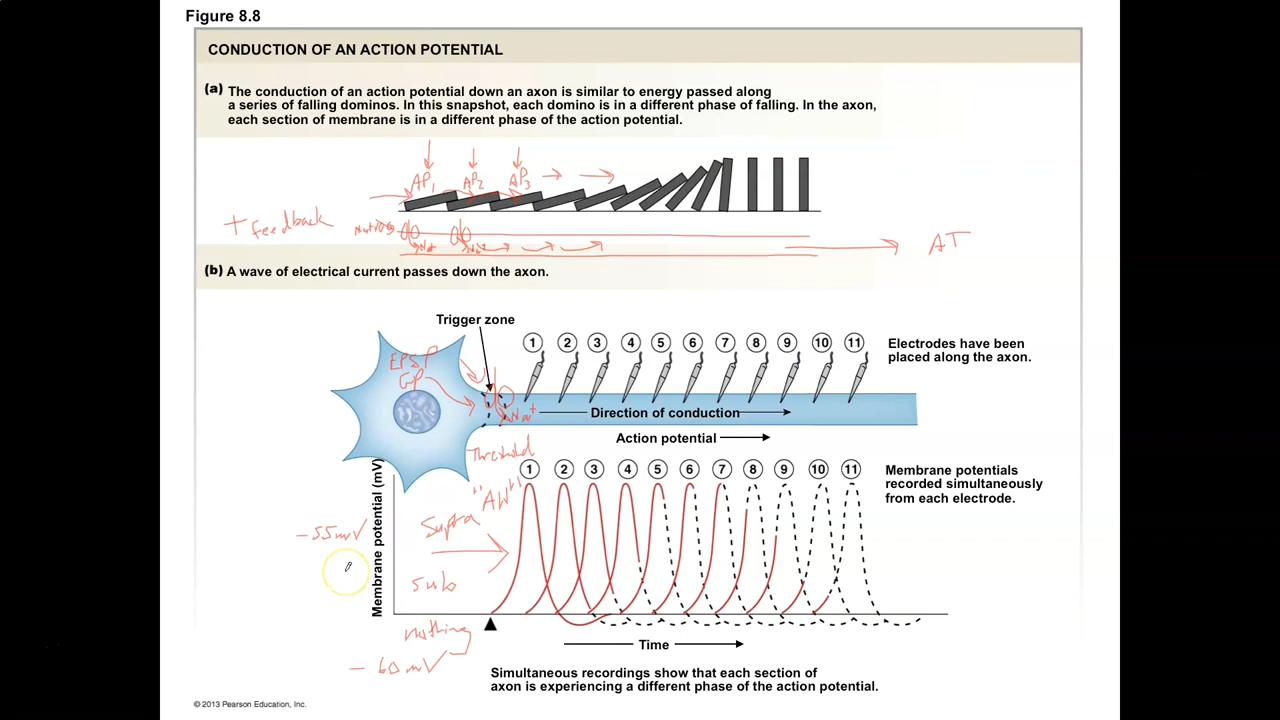 Figure 8.8
CONDUCTION OF AN ACTION POTENTIAL
(a) The conduction of an action potential down an axon is similar to energy passed along
a series of falling dominos. In this snapshot, each domino is in a different phase of falling. In the axon,
each section of membrane is in a different phase of the action potential.
AP1 AP2 AP3
+ feedback
Na+
AT
(b) A wave of electrical current passes down the axon.
Trigger zone
1 2 3 4 5 6 7 8 9 10 11
Electrodes have been
placed along the axon.
EPSP
GP
Na+
Direction of conduction
Action potential
Threshold
1 2 3 4 5 6 7 8 9 10 11
Membrane potentials
recorded simultaneously
from each electrode.
Membrane potential (mV)
Supra
-55mV
Sub
nothing
-60mV
Time
Simultaneous recordings show that each section of
axon is experiencing a different phase of the action potential.
© 2013 Pearson Education, Inc.